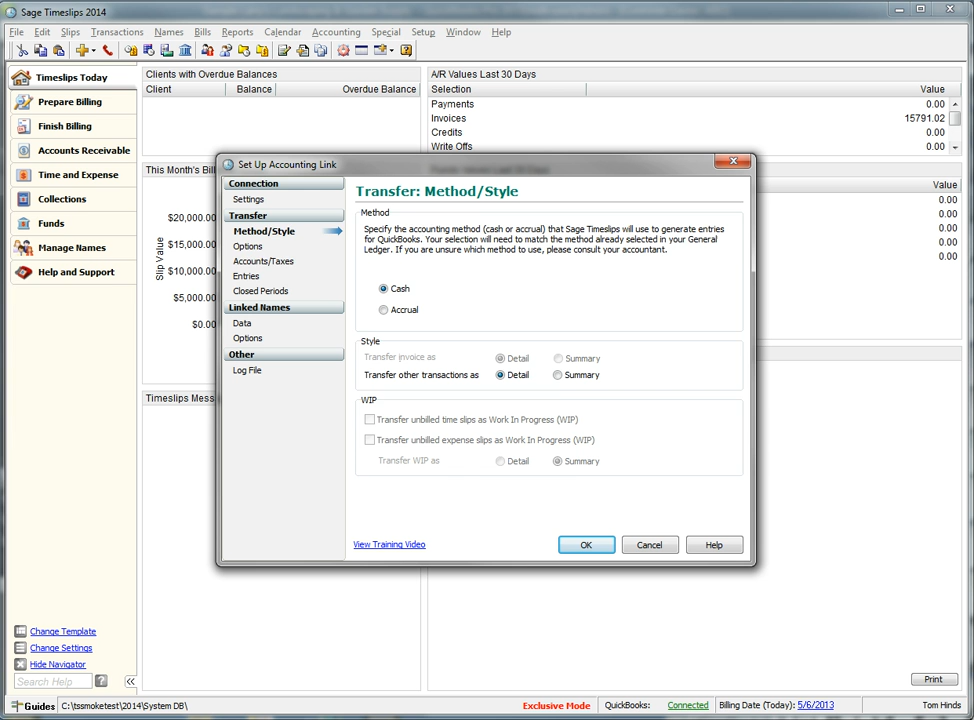 Sage Timeslips 2014
File Edit Slips Transactions Names Bills Reports Calendar Accounting Special Setup Window Help
Timeslips Today
Prepare Billing
Finish Billing
Accounts Receivable
Time and Expense
Collections
Funds
Manage Names
Help and Support
Clients with Overdue Balances
Client Balance Overdue Balance
A/R Values Last 30 Days
Selection Value
Payments 0.00
Invoices 15791.02
Credits 0.00
Write Offs 0.00
This Month's Bill
$20,000.00
$15,000.00
$10,000.00
$5,000.00
$0.00
Slip Value
Value
0.00
0.00
0.00
0.00
0.00
Timeslips Mess
Set Up Accounting Link
Connection
Settings
Transfer
Method/Style
Options
Accounts/Taxes
Entries
Closed Periods
Linked Names
Data
Options
Other
Log File
Transfer: Method/Style
Method
Specify the accounting method (cash or accrual) that Sage Timeslips will use to generate entries
for QuickBooks. Your selection will need to match the method already selected in your General
Ledger. If you are unsure which method to use, please consult your accountant.
Cash
Accrual
Style
Transfer invoice as Detail Summary
Transfer other transactions as Detail Summary
WIP
Transfer unbilled time slips as Work In Progress (WIP)
Transfer unbilled expense slips as Work In Progress (WIP)
Transfer WIP as Detail Summary
View Training Video
OK Cancel Help
Change Template
Change Settings
Hide Navigator
Search Help
Print
Guides C:\tssmoketest\2014\System DB\ Exclusive Mode QuickBooks: Connected Billing Date (Today): 5/6/2013 Tom Hinds